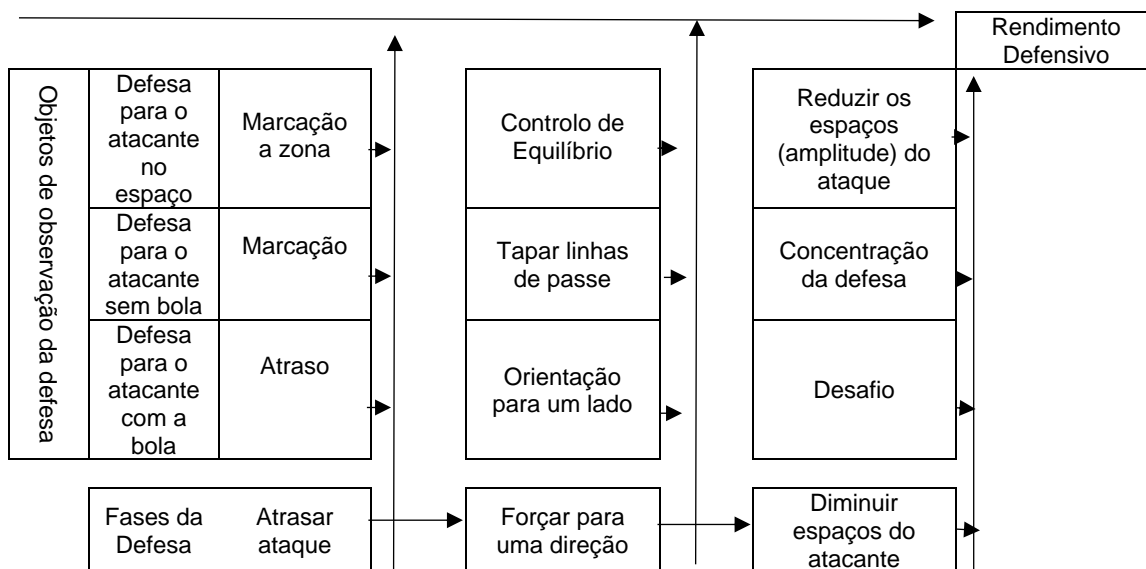 Rendimento
Defensivo
Objetos de observação da defesa
Defesa
para o
atacante
no
espaço
Marcação
a zona
Controlo de
Equilíbrio
Reduzir os
espaços
(amplitude) do
ataque
Defesa
para o
atacante
sem bola
Marcação
Tapar linhas
de passe
Concentração
da defesa
Defesa
para o
atacante
com a
bola
Atraso
Orientação
para um lado
Desafio
Fases da
Defesa
Atrasar
ataque
Forçar para
uma direção
Diminuir
espaços do
atacante